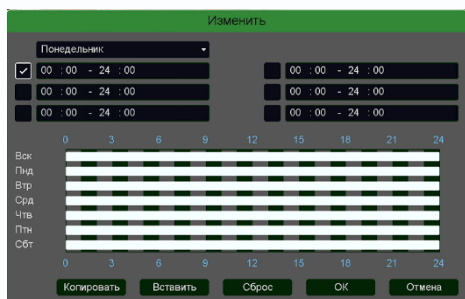 Изменить
Понедельник
00 : 00 - 24 : 00 00 : 00 - 24 : 00
00 : 00 - 24 : 00 00 : 00 - 24 : 00
00 : 00 - 24 : 00 00 : 00 - 24 : 00
0 3 6 9 12 15 18 21 24
Вск
Пнд
Втр
Срд
Чтв
Птн
Сбт
0 3 6 9 12 15 18 21 24
Копировать Вставить Сброс ОК Отмена